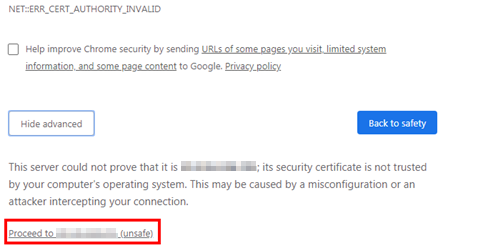 NET::ERR_CERT_AUTHORITY_INVALID
Help improve Chrome security by sending URLs of some pages you visit, limited system
information, and some page content to Google. Privacy policy
Hide advanced
Back to safety
This server could not prove that it is ; its security certificate is not trusted
by your computer's operating system. This may be caused by a misconfiguration or an
attacker intercepting your connection.
Proceed to (unsafe)